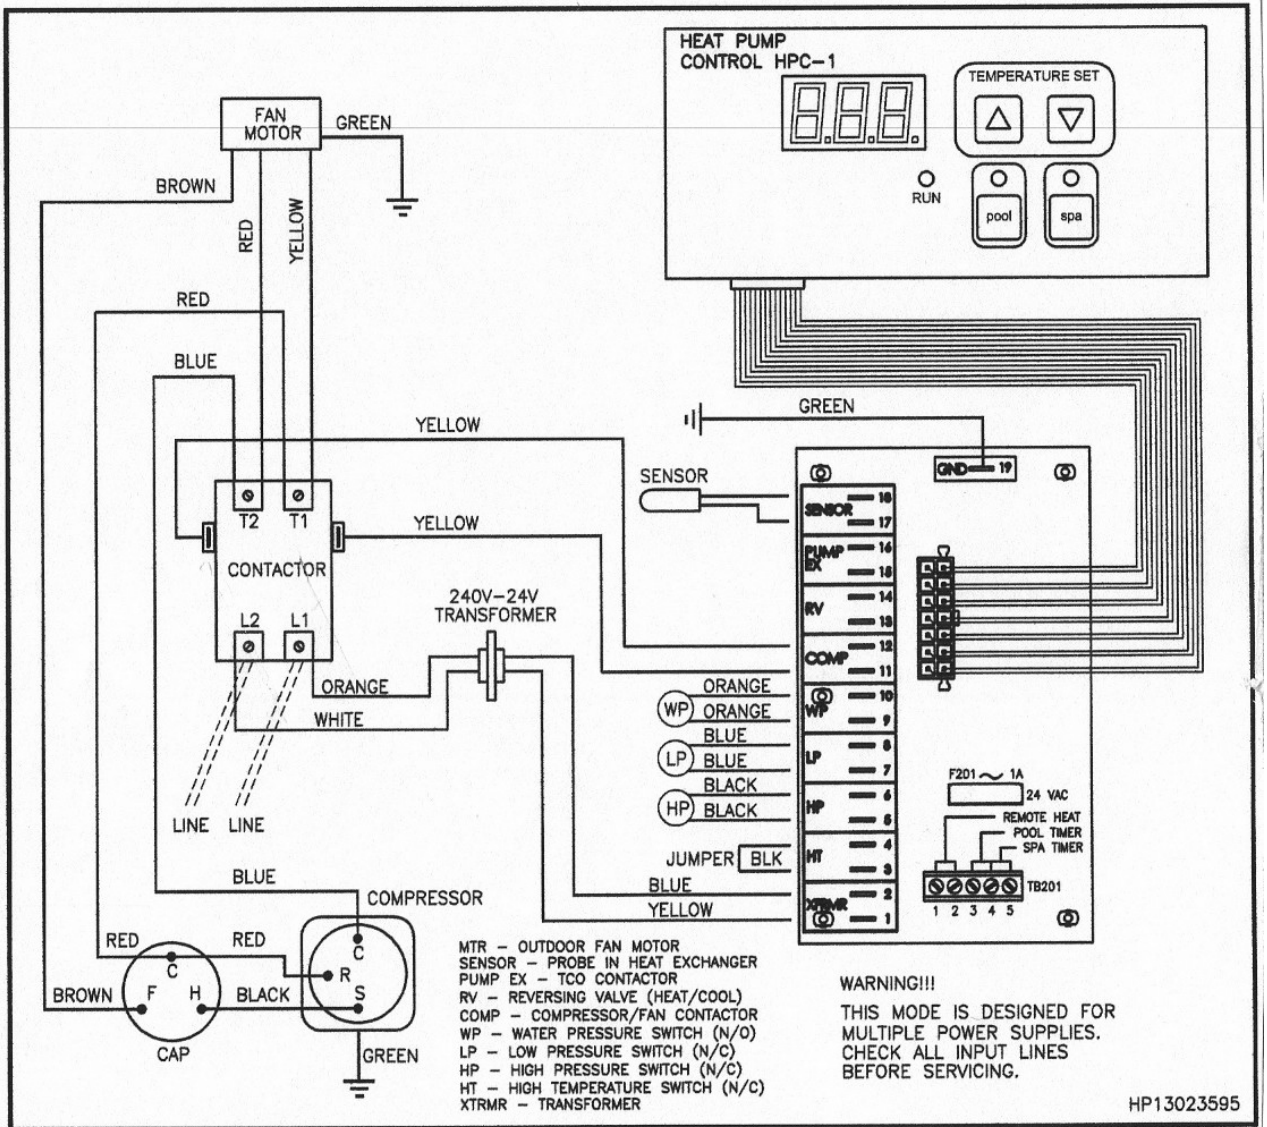 HEAT PUMP
CONTROL HPC-1
8.8.8.
TEMPERATURE SET
RUN
pool
spa
FAN
MOTOR
GREEN
BROWN
RED
YELLOW
RED
BLUE
YELLOW
YELLOW
T2
T1
CONTACTOR
L2
L1
240V-24V
TRANSFORMER
ORANGE
WHITE
LINE
LINE
GREEN
SENSOR
GND
19
SENSOR
18
17
PUMP
EX
16
15
RV
14
13
COMP
12
11
WP
ORANGE
ORANGE
WP
10
9
LP
BLUE
BLUE
LP
8
7
HP
BLACK
BLACK
HP
6
5
JUMPER
BLK
HT
4
3
BLUE
YELLOW
XTRMR
2
1
F201
1A
24 VAC
REMOTE HEAT
POOL TIMER
SPA TIMER
TB201
1 2 3 4 5
BLUE
COMPRESSOR
C
R
S
RED
RED
C
F
H
BROWN
BLACK
CAP
GREEN
MTR - OUTDOOR FAN MOTOR
SENSOR - PROBE IN HEAT EXCHANGER
PUMP EX - TCO CONTACTOR
RV - REVERSING VALVE (HEAT/COOL)
COMP - COMPRESSOR/FAN CONTACTOR
WP - WATER PRESSURE SWITCH (N/O)
LP - LOW PRESSURE SWITCH (N/C)
HP - HIGH PRESSURE SWITCH (N/C)
HT - HIGH TEMPERATURE SWITCH (N/C)
XTRMR - TRANSFORMER
WARNING!!!
THIS MODE IS DESIGNED FOR
MULTIPLE POWER SUPPLIES.
CHECK ALL INPUT LINES
BEFORE SERVICING.
HP13023595